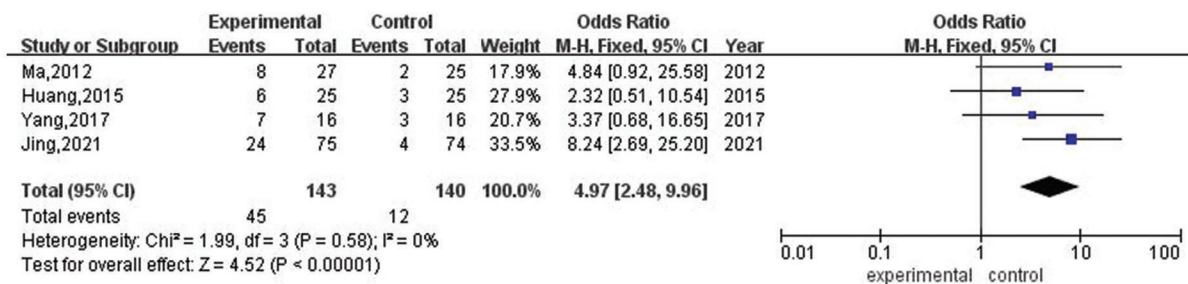 Experimental Control Odds Ratio Odds Ratio
Study or Subgroup Events Total Events Total Weight M-H, Fixed, 95% CI Year M-H, Fixed, 95% CI
Ma,2012 8 27 2 25 17.9% 4.84 [0.92, 25.58] 2012
Huang,2015 6 25 3 25 27.9% 2.32 [0.51, 10.54] 2015
Yang,2017 7 16 3 16 20.7% 3.37 [0.68, 16.65] 2017
Jing,2021 24 75 4 74 33.5% 8.24 [2.69, 25.20] 2021
Total (95% CI) 143 140 100.0% 4.97 [2.48, 9.96]
Total events 45 12
Heterogeneity: Chi² = 1.99, df = 3 (P = 0.58); I² = 0%
Test for overall effect: Z = 4.52 (P < 0.00001)
0.01 0.1 1 10 100
experimental control